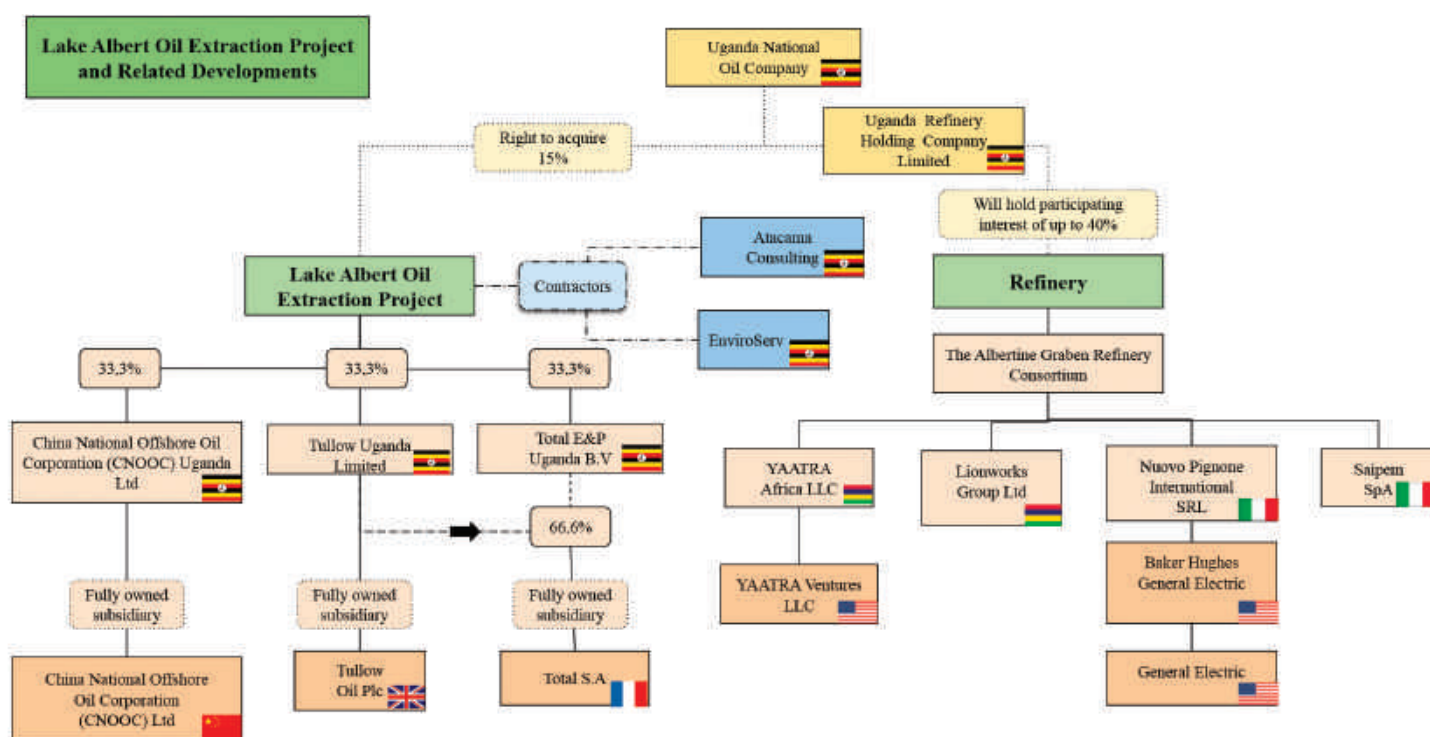 Lake Albert Oil Extraction Project
and Related Developments
Uganda National
Oil Company
Right to acquire
15%
Uganda Refinery
Holding Company
Limited
Will hold participating
interest of up to 40%
Lake Albert Oil
Extraction Project
Contractors
Atacama
Consulting
EnviroServ
Refinery
The Albertine Graben Refinery
Consortium
33,3%
33,3%
33,3%
China National Offshore Oil
Corporation (CNOOC) Uganda
Ltd
Tullow Uganda
Limited
Total E&P
Uganda B.V
66,6%
YAATRA
Africa LLC
Lionworks
Group Ltd
Nuovo Pignone
International
SRL
Saipem
SpA
YAATRA Ventures
LLC
Baker Hughes
General Electric
General Electric
Fully owned
subsidiary
Fully owned
subsidiary
Fully owned
subsidiary
China National Offshore
Oil Corporation
(CNOOC) Ltd
Tullow
Oil Plc
Total S.A